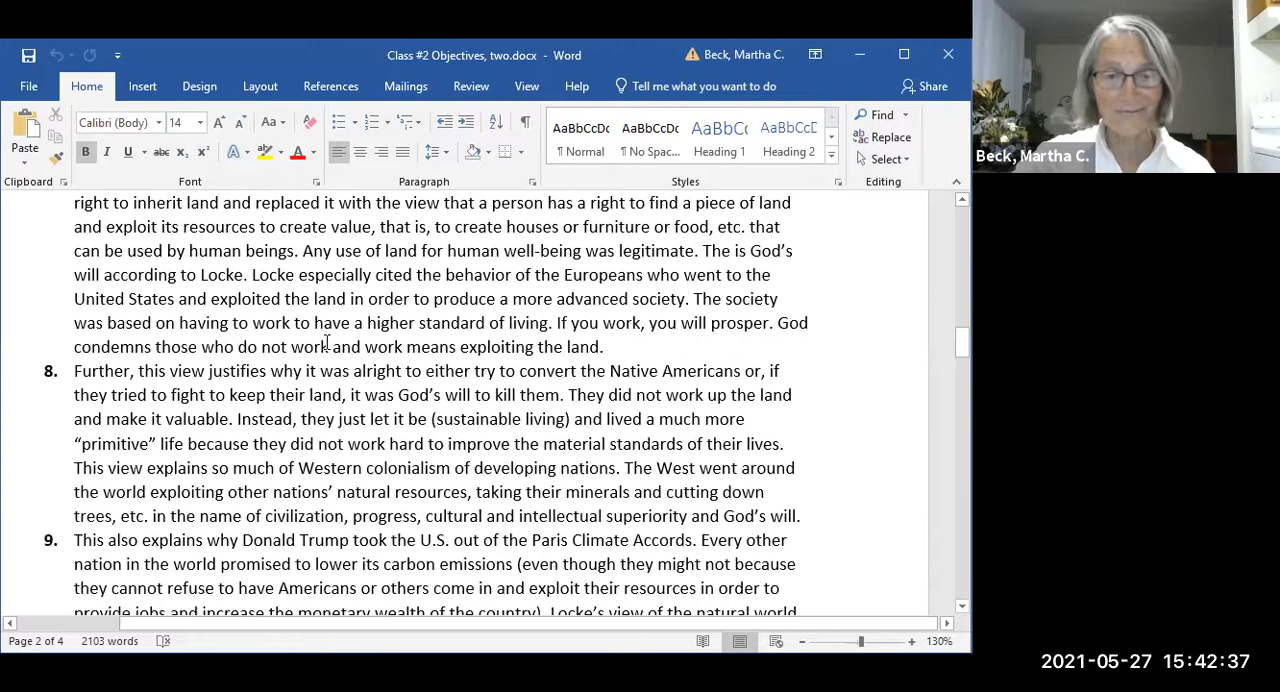 Class #2 Objectives, two.docx - Word
Beck, Martha C.
File Home Insert Design Layout References Mailings Review View Help Tell me what you want to do Share
Paste
Calibri (Body) 14
Clipboard Font Paragraph
AaBbCcDc AaBbCcDc AaBbCc AaBbCcD
¶ Normal ¶ No Spac... Heading 1 Heading 2
Styles
Find
Replace
Select
Editing
right to inherit land and replaced it with the view that a person has a right to find a piece of land
and exploit its resources to create value, that is, to create houses or furniture or food, etc. that
can be used by human beings. Any use of land for human well-being was legitimate. The is God’s
will according to Locke. Locke especially cited the behavior of the Europeans who went to the
United States and exploited the land in order to produce a more advanced society. The society
was based on having to work to have a higher standard of living. If you work, you will prosper. God
condemns those who do not work and work means exploiting the land.
8. Further, this view justifies why it was alright to either try to convert the Native Americans or, if
they tried to fight to keep their land, it was God’s will to kill them. They did not work up the land
and make it valuable. Instead, they just let it be (sustainable living) and lived a much more
“primitive” life because they did not work hard to improve the material standards of their lives.
This view explains so much of Western colonialism of developing nations. The West went around
the world exploiting other nations’ natural resources, taking their minerals and cutting down
trees, etc. in the name of civilization, progress, cultural and intellectual superiority and God’s will.
9. This also explains why Donald Trump took the U.S. out of the Paris Climate Accords. Every other
nation in the world promised to lower its carbon emissions (even though they might not because
they cannot refuse to have Americans or others come in and exploit their resources in order to
provide jobs and increase the monetary wealth of the country). Locke’s view of the natural world
Page 2 of 4 2103 words
130%
Beck, Martha C.
2021-05-27 15:42:37